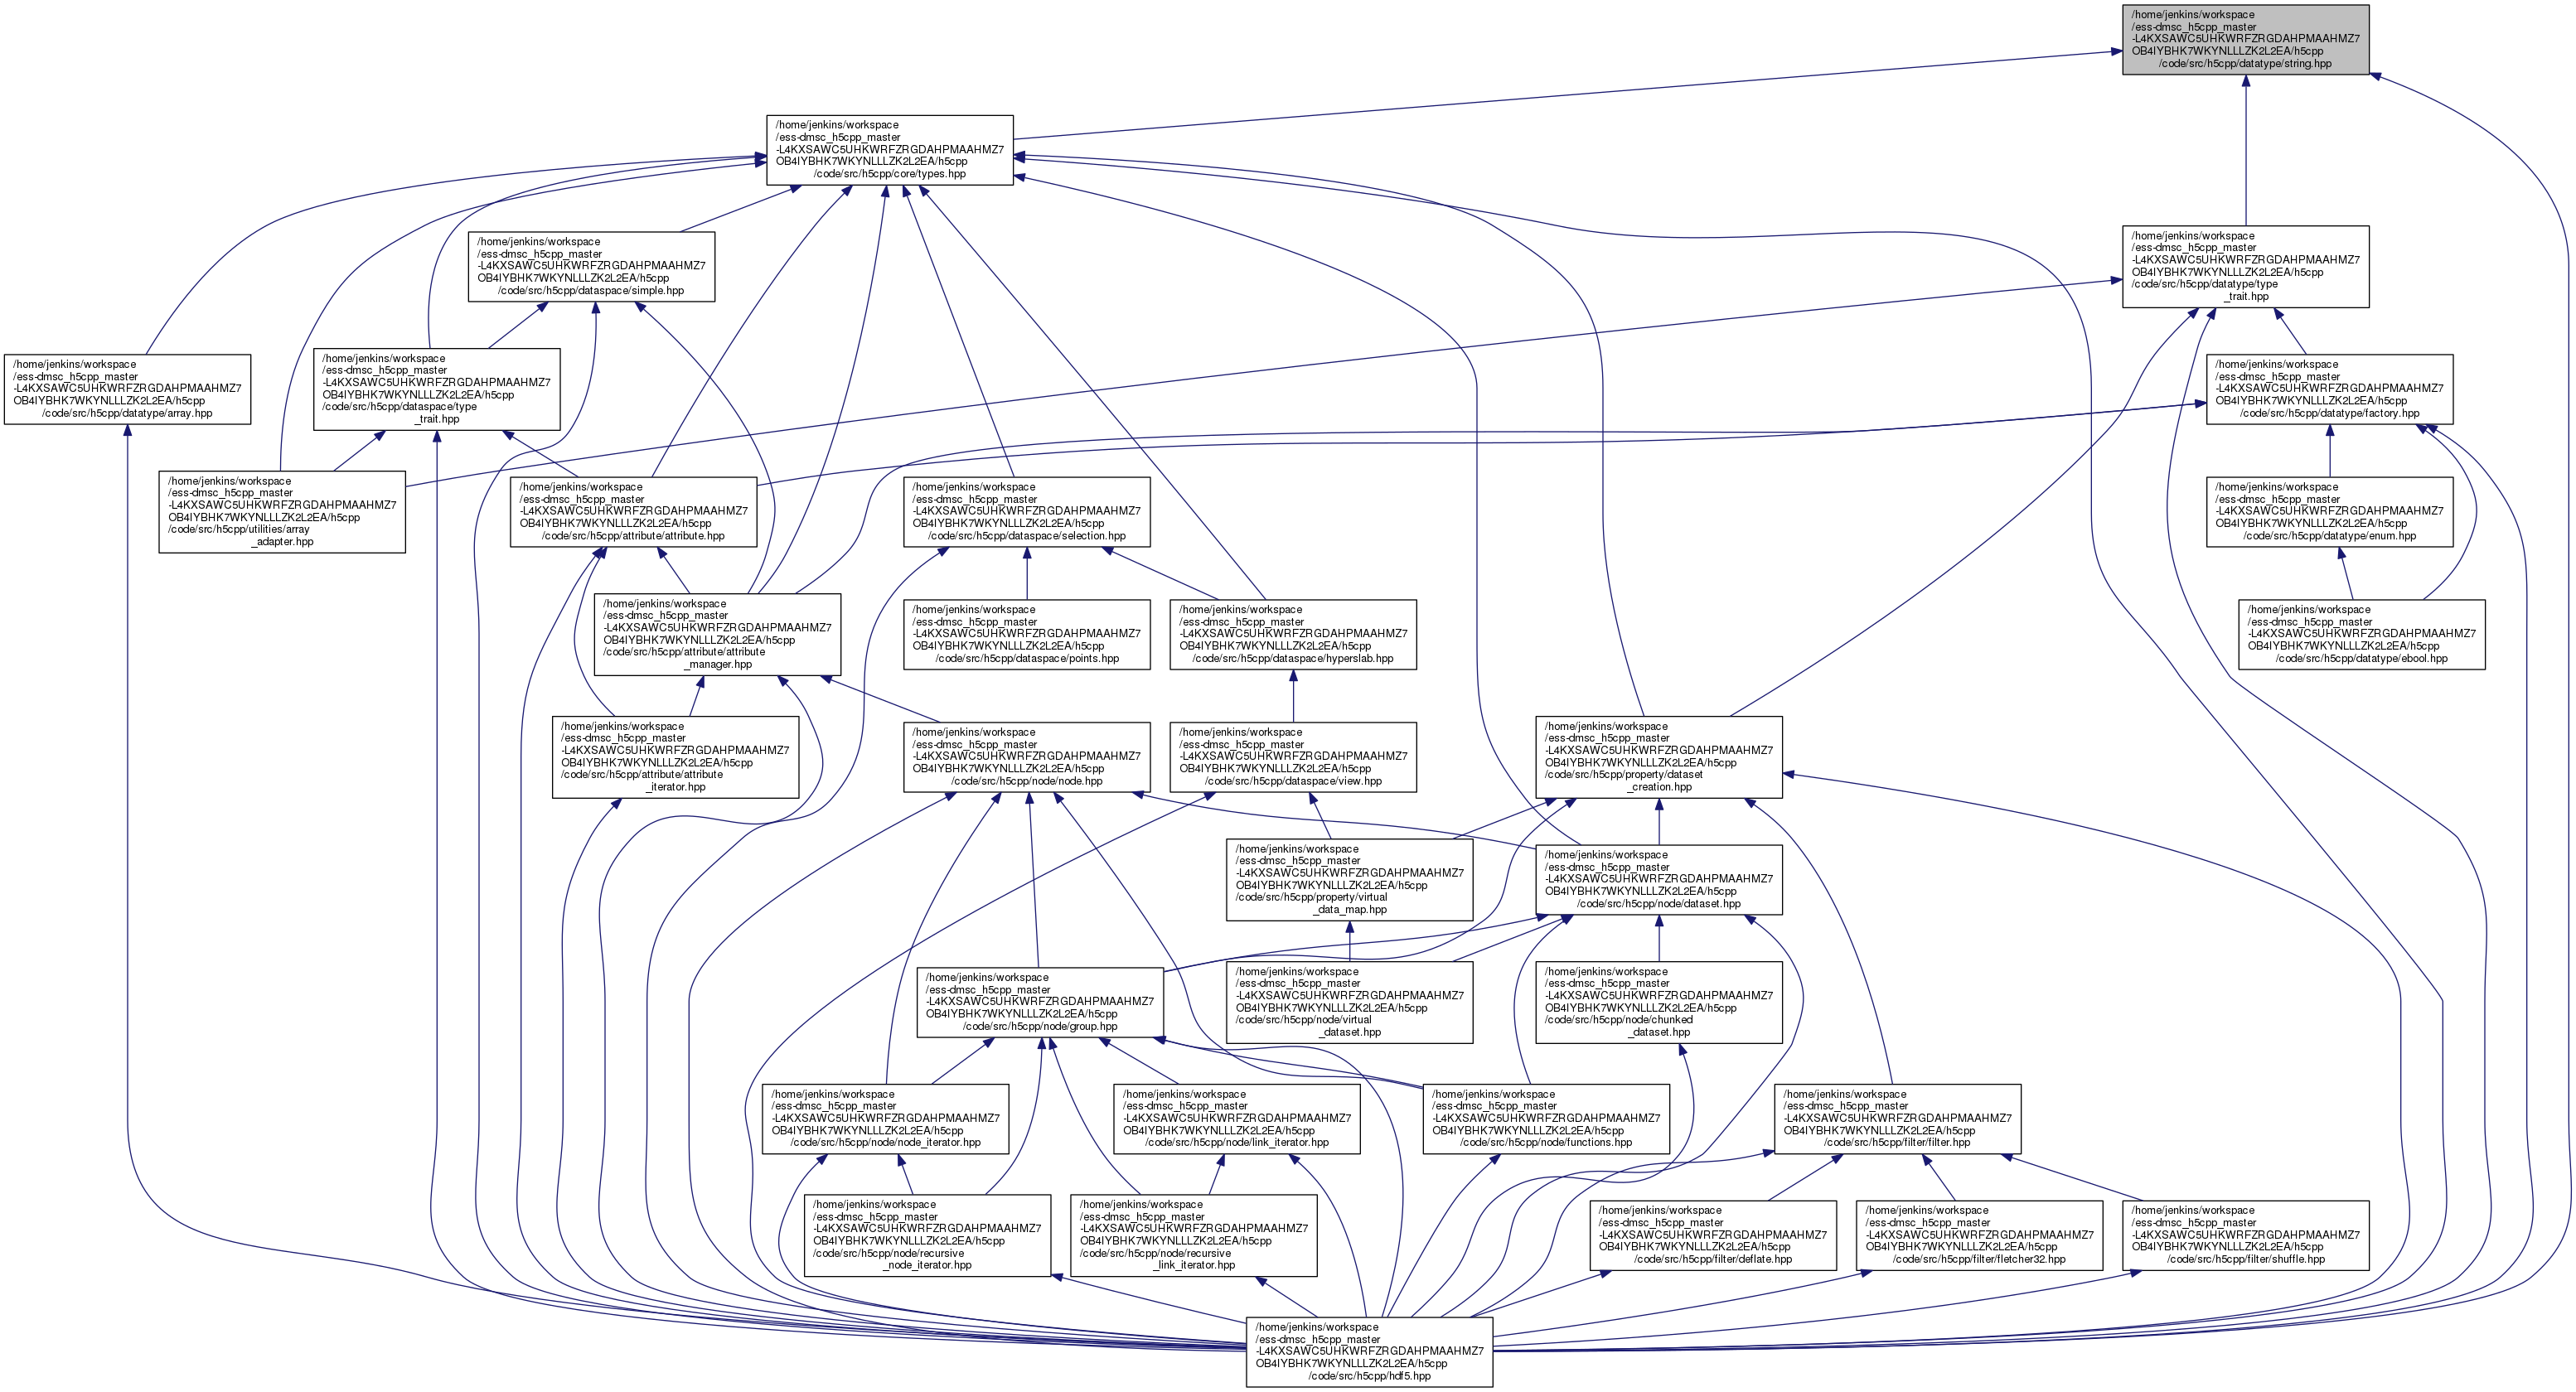 /home/jenkins/workspace
/ess-dmsc_h5cpp_master
-L4KXSAWC5UHKWRFZRGDAHPMAAHMZ7
OB4IYBHK7WKYNLLLZK2L2EA/h5cpp
/code/src/h5cpp/datatype/string.hpp
/home/jenkins/workspace
/ess-dmsc_h5cpp_master
-L4KXSAWC5UHKWRFZRGDAHPMAAHMZ7
OB4IYBHK7WKYNLLLZK2L2EA/h5cpp
/code/src/h5cpp/core/types.hpp
/home/jenkins/workspace
/ess-dmsc_h5cpp_master
-L4KXSAWC5UHKWRFZRGDAHPMAAHMZ7
OB4IYBHK7WKYNLLLZK2L2EA/h5cpp
/code/src/h5cpp/datatype/type
_trait.hpp
/home/jenkins/workspace
/ess-dmsc_h5cpp_master
-L4KXSAWC5UHKWRFZRGDAHPMAAHMZ7
OB4IYBHK7WKYNLLLZK2L2EA/h5cpp
/code/src/h5cpp/dataspace/simple.hpp
/home/jenkins/workspace
/ess-dmsc_h5cpp_master
-L4KXSAWC5UHKWRFZRGDAHPMAAHMZ7
OB4IYBHK7WKYNLLLZK2L2EA/h5cpp
/code/src/h5cpp/datatype/array.hpp
/home/jenkins/workspace
/ess-dmsc_h5cpp_master
-L4KXSAWC5UHKWRFZRGDAHPMAAHMZ7
OB4IYBHK7WKYNLLLZK2L2EA/h5cpp
/code/src/h5cpp/dataspace/type
_trait.hpp
/home/jenkins/workspace
/ess-dmsc_h5cpp_master
-L4KXSAWC5UHKWRFZRGDAHPMAAHMZ7
OB4IYBHK7WKYNLLLZK2L2EA/h5cpp
/code/src/h5cpp/datatype/factory.hpp
/home/jenkins/workspace
/ess-dmsc_h5cpp_master
-L4KXSAWC5UHKWRFZRGDAHPMAAHMZ7
OB4IYBHK7WKYNLLLZK2L2EA/h5cpp
/code/src/h5cpp/utilities/array
_adapter.hpp
/home/jenkins/workspace
/ess-dmsc_h5cpp_master
-L4KXSAWC5UHKWRFZRGDAHPMAAHMZ7
OB4IYBHK7WKYNLLLZK2L2EA/h5cpp
/code/src/h5cpp/attribute/attribute.hpp
/home/jenkins/workspace
/ess-dmsc_h5cpp_master
-L4KXSAWC5UHKWRFZRGDAHPMAAHMZ7
OB4IYBHK7WKYNLLLZK2L2EA/h5cpp
/code/src/h5cpp/dataspace/selection.hpp
/home/jenkins/workspace
/ess-dmsc_h5cpp_master
-L4KXSAWC5UHKWRFZRGDAHPMAAHMZ7
OB4IYBHK7WKYNLLLZK2L2EA/h5cpp
/code/src/h5cpp/datatype/enum.hpp
/home/jenkins/workspace
/ess-dmsc_h5cpp_master
-L4KXSAWC5UHKWRFZRGDAHPMAAHMZ7
OB4IYBHK7WKYNLLLZK2L2EA/h5cpp
/code/src/h5cpp/attribute/attribute
_manager.hpp
/home/jenkins/workspace
/ess-dmsc_h5cpp_master
-L4KXSAWC5UHKWRFZRGDAHPMAAHMZ7
OB4IYBHK7WKYNLLLZK2L2EA/h5cpp
/code/src/h5cpp/dataspace/points.hpp
/home/jenkins/workspace
/ess-dmsc_h5cpp_master
-L4KXSAWC5UHKWRFZRGDAHPMAAHMZ7
OB4IYBHK7WKYNLLLZK2L2EA/h5cpp
/code/src/h5cpp/dataspace/hyperslab.hpp
/home/jenkins/workspace
/ess-dmsc_h5cpp_master
-L4KXSAWC5UHKWRFZRGDAHPMAAHMZ7
OB4IYBHK7WKYNLLLZK2L2EA/h5cpp
/code/src/h5cpp/datatype/ebool.hpp
/home/jenkins/workspace
/ess-dmsc_h5cpp_master
-L4KXSAWC5UHKWRFZRGDAHPMAAHMZ7
OB4IYBHK7WKYNLLLZK2L2EA/h5cpp
/code/src/h5cpp/attribute/attribute
_iterator.hpp
/home/jenkins/workspace
/ess-dmsc_h5cpp_master
-L4KXSAWC5UHKWRFZRGDAHPMAAHMZ7
OB4IYBHK7WKYNLLLZK2L2EA/h5cpp
/code/src/h5cpp/node/node.hpp
/home/jenkins/workspace
/ess-dmsc_h5cpp_master
-L4KXSAWC5UHKWRFZRGDAHPMAAHMZ7
OB4IYBHK7WKYNLLLZK2L2EA/h5cpp
/code/src/h5cpp/dataspace/view.hpp
/home/jenkins/workspace
/ess-dmsc_h5cpp_master
-L4KXSAWC5UHKWRFZRGDAHPMAAHMZ7
OB4IYBHK7WKYNLLLZK2L2EA/h5cpp
/code/src/h5cpp/property/dataset
_creation.hpp
/home/jenkins/workspace
/ess-dmsc_h5cpp_master
-L4KXSAWC5UHKWRFZRGDAHPMAAHMZ7
OB4IYBHK7WKYNLLLZK2L2EA/h5cpp
/code/src/h5cpp/property/virtual
_data_map.hpp
/home/jenkins/workspace
/ess-dmsc_h5cpp_master
-L4KXSAWC5UHKWRFZRGDAHPMAAHMZ7
OB4IYBHK7WKYNLLLZK2L2EA/h5cpp
/code/src/h5cpp/node/dataset.hpp
/home/jenkins/workspace
/ess-dmsc_h5cpp_master
-L4KXSAWC5UHKWRFZRGDAHPMAAHMZ7
OB4IYBHK7WKYNLLLZK2L2EA/h5cpp
/code/src/h5cpp/node/group.hpp
/home/jenkins/workspace
/ess-dmsc_h5cpp_master
-L4KXSAWC5UHKWRFZRGDAHPMAAHMZ7
OB4IYBHK7WKYNLLLZK2L2EA/h5cpp
/code/src/h5cpp/node/virtual
_dataset.hpp
/home/jenkins/workspace
/ess-dmsc_h5cpp_master
-L4KXSAWC5UHKWRFZRGDAHPMAAHMZ7
OB4IYBHK7WKYNLLLZK2L2EA/h5cpp
/code/src/h5cpp/node/chunked
_dataset.hpp
/home/jenkins/workspace
/ess-dmsc_h5cpp_master
-L4KXSAWC5UHKWRFZRGDAHPMAAHMZ7
OB4IYBHK7WKYNLLLZK2L2EA/h5cpp
/code/src/h5cpp/node/node_iterator.hpp
/home/jenkins/workspace
/ess-dmsc_h5cpp_master
-L4KXSAWC5UHKWRFZRGDAHPMAAHMZ7
OB4IYBHK7WKYNLLLZK2L2EA/h5cpp
/code/src/h5cpp/node/link_iterator.hpp
/home/jenkins/workspace
/ess-dmsc_h5cpp_master
-L4KXSAWC5UHKWRFZRGDAHPMAAHMZ7
OB4IYBHK7WKYNLLLZK2L2EA/h5cpp
/code/src/h5cpp/node/functions.hpp
/home/jenkins/workspace
/ess-dmsc_h5cpp_master
-L4KXSAWC5UHKWRFZRGDAHPMAAHMZ7
OB4IYBHK7WKYNLLLZK2L2EA/h5cpp
/code/src/h5cpp/filter/filter.hpp
/home/jenkins/workspace
/ess-dmsc_h5cpp_master
-L4KXSAWC5UHKWRFZRGDAHPMAAHMZ7
OB4IYBHK7WKYNLLLZK2L2EA/h5cpp
/code/src/h5cpp/node/recursive
_node_iterator.hpp
/home/jenkins/workspace
/ess-dmsc_h5cpp_master
-L4KXSAWC5UHKWRFZRGDAHPMAAHMZ7
OB4IYBHK7WKYNLLLZK2L2EA/h5cpp
/code/src/h5cpp/node/recursive
_link_iterator.hpp
/home/jenkins/workspace
/ess-dmsc_h5cpp_master
-L4KXSAWC5UHKWRFZRGDAHPMAAHMZ7
OB4IYBHK7WKYNLLLZK2L2EA/h5cpp
/code/src/h5cpp/filter/deflate.hpp
/home/jenkins/workspace
/ess-dmsc_h5cpp_master
-L4KXSAWC5UHKWRFZRGDAHPMAAHMZ7
OB4IYBHK7WKYNLLLZK2L2EA/h5cpp
/code/src/h5cpp/filter/fletcher32.hpp
/home/jenkins/workspace
/ess-dmsc_h5cpp_master
-L4KXSAWC5UHKWRFZRGDAHPMAAHMZ7
OB4IYBHK7WKYNLLLZK2L2EA/h5cpp
/code/src/h5cpp/filter/shuffle.hpp
/home/jenkins/workspace
/ess-dmsc_h5cpp_master
-L4KXSAWC5UHKWRFZRGDAHPMAAHMZ7
OB4IYBHK7WKYNLLLZK2L2EA/h5cpp
/code/src/h5cpp/hdf5.hpp